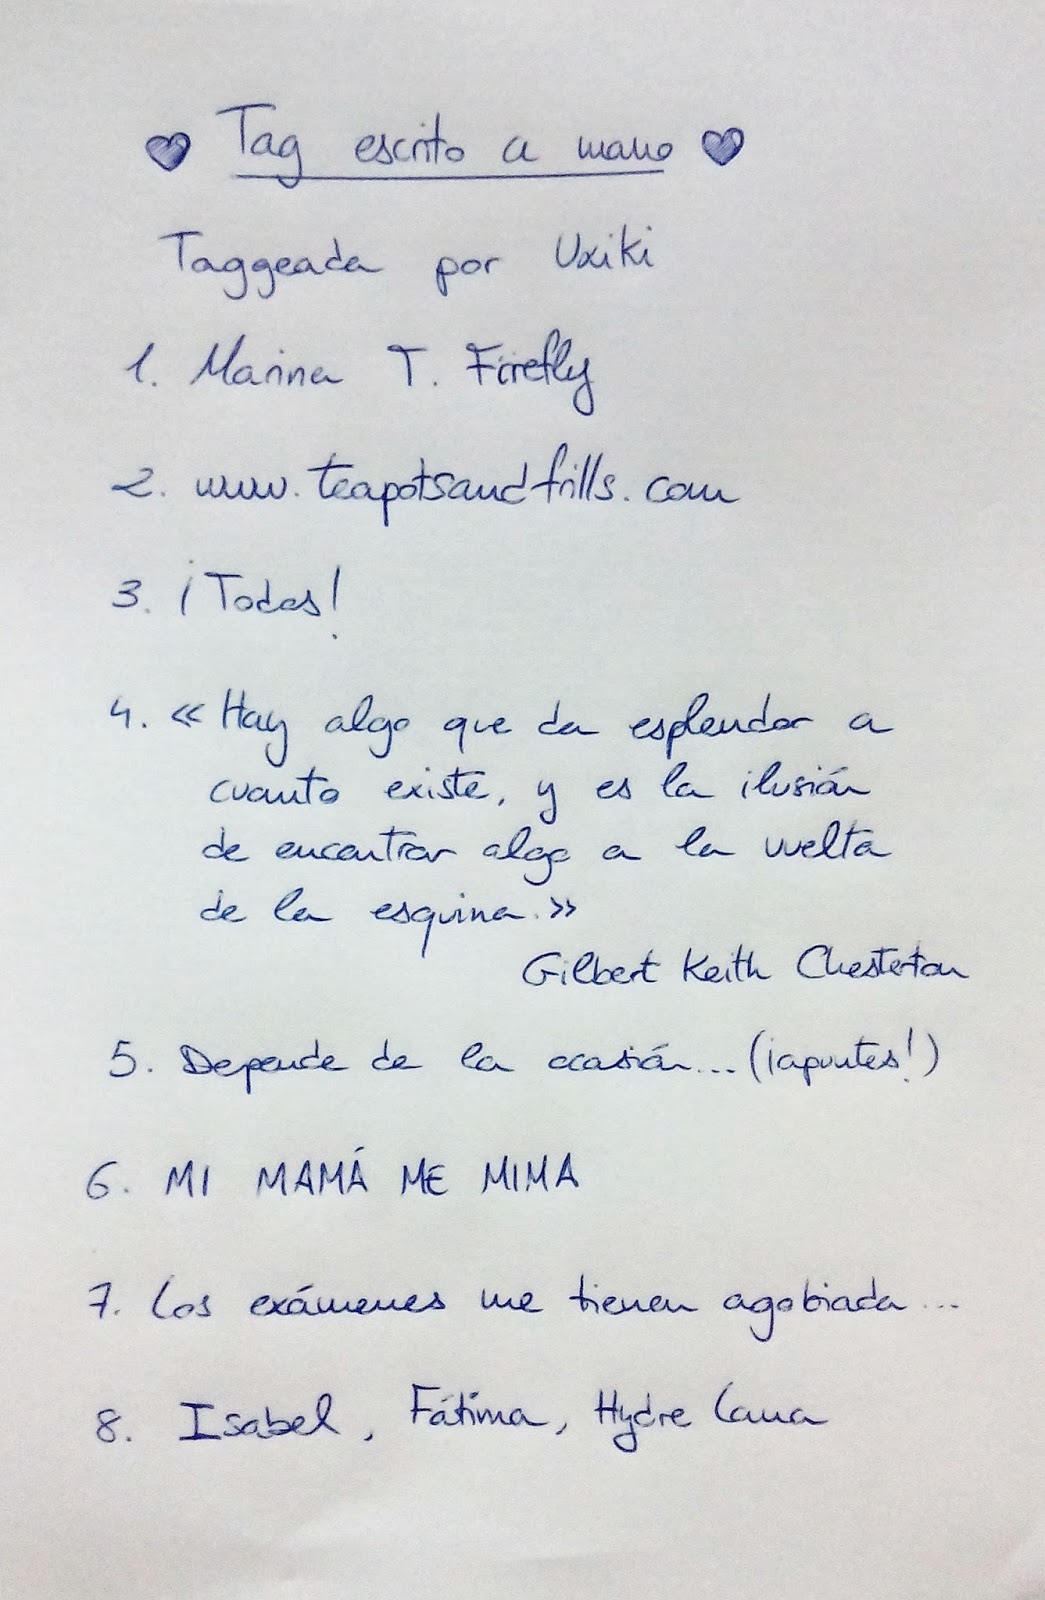 Tag escrito a mano
Taggeada por Uxiki
1. Marina T. Firefly
2. www.teapotsandfrills.com
3. ¡Todas!
4. «Hay algo que da esplendor a
cuanto existe, y es la ilusión
de encontrar algo a la vuelta
de la esquina.»
Gilbert Keith Chesterton
5. Depende de la ocasión... (¡apuntes!)
6. MI MAMÁ ME MIMA
7. Los exámenes me tienen agobiada...
8. Isabel, Fátima, Hydre Lana